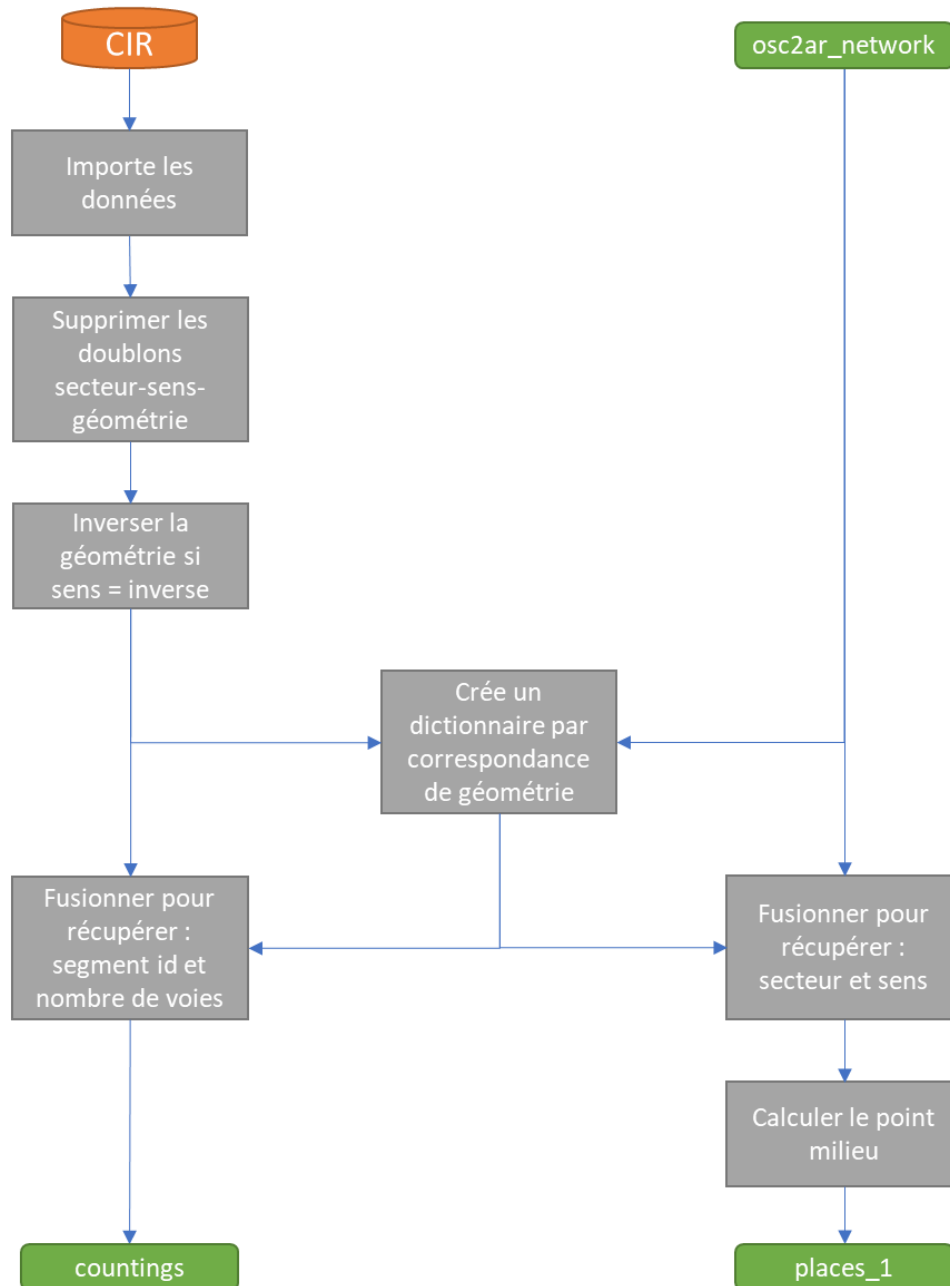 CIR
osc2ar_network
Importe les
données
Supprimer les
doublons
secteur-sens-
géométrie
Inverser la
géométrie si
sens = inverse
Crée un
dictionnaire par
correspondance
de géométrie
Fusionner pour
récupérer :
segment id et
nombre de voies
Fusionner pour
récupérer :
secteur et sens
Calculer le point
milieu
countings
places_1